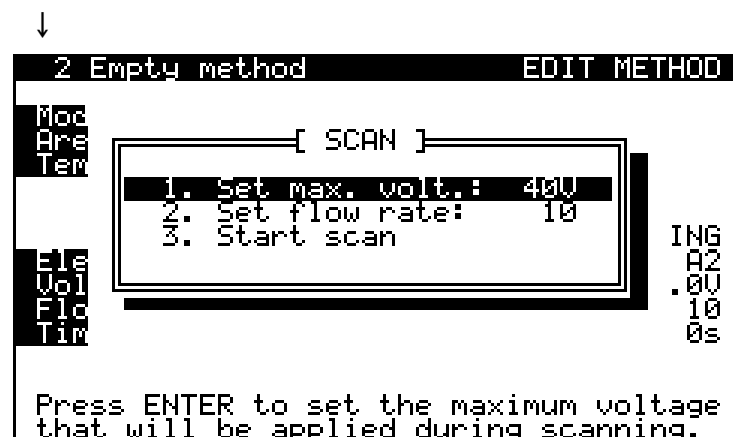 ↓
2 Empty method EDIT METHOD
Mod
Are
[ SCAN ]
Tem
1. Set max. volt.: 40V
2. Set flow rate: 10
3. Start scan
ING
Ele A2
Vol .0V
Flo 10
Tim 0s
Press ENTER to set the maximum voltage
that will be applied during scanning.